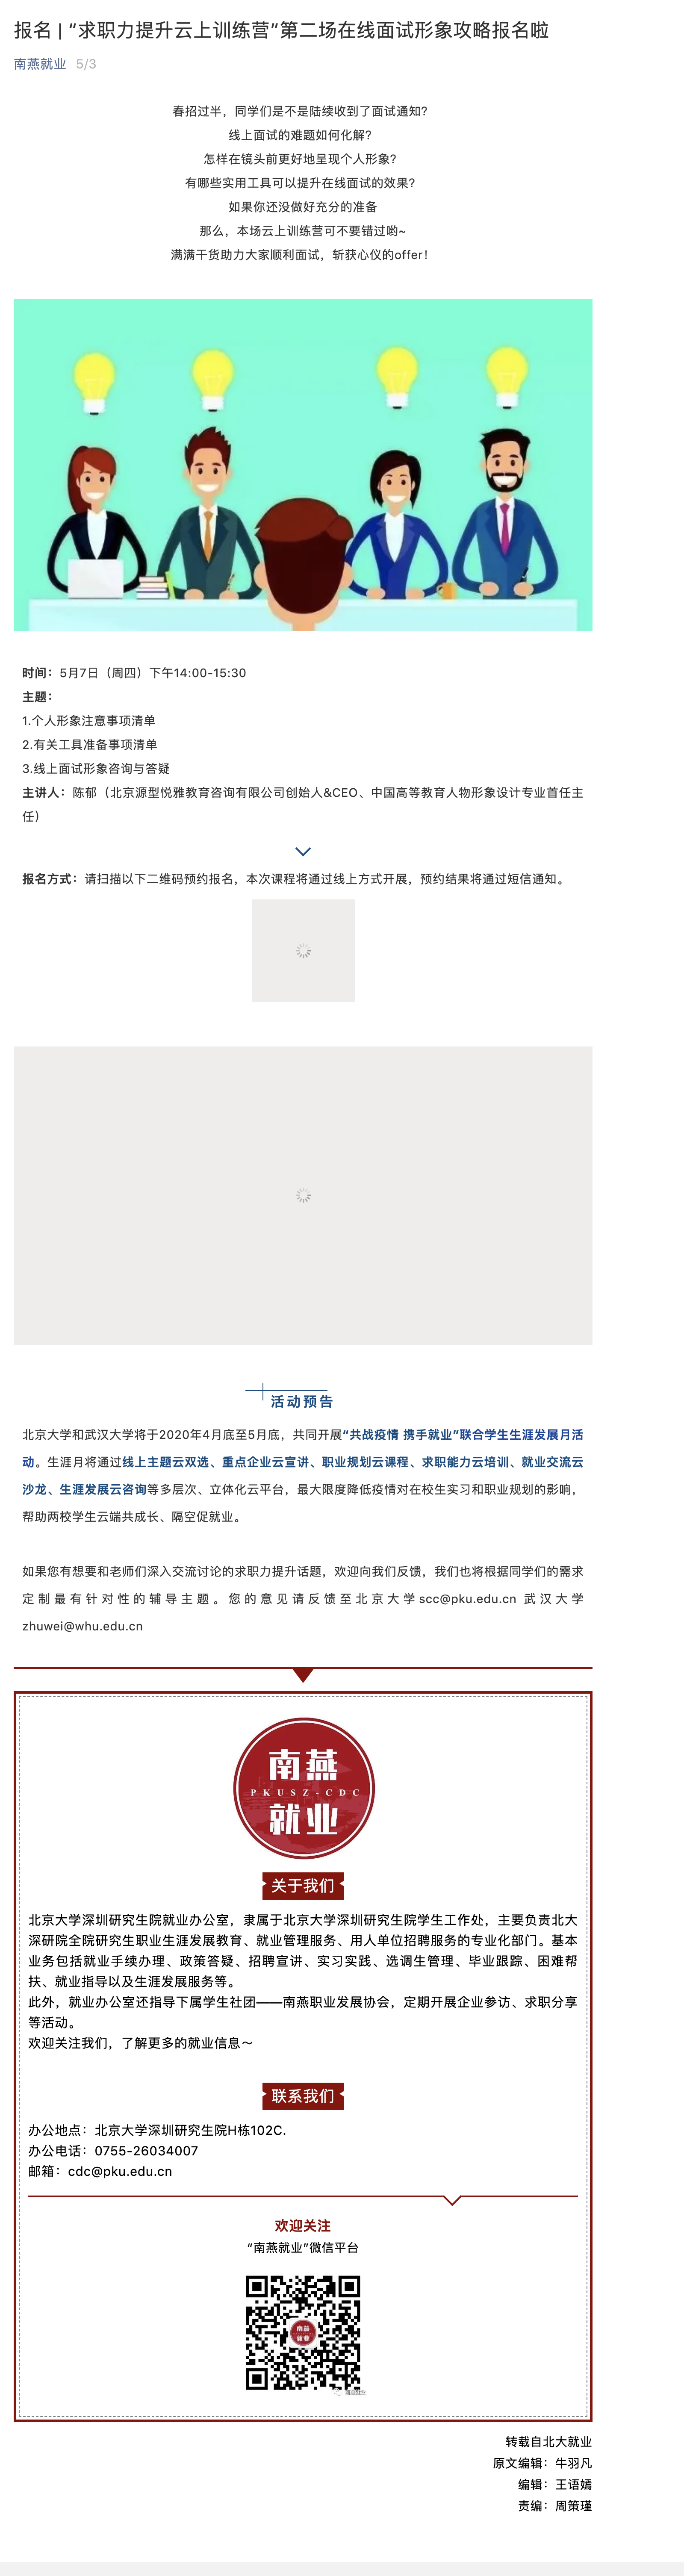 报名 | “求职力提升云上训练营”第二场在线面试形象攻略报名啦
南燕就业 5/3
春招过半，同学们是不是陆续收到了面试通知？
线上面试的难题如何化解？
怎样在镜头前更好地呈现个人形象？
有哪些实用工具可以提升在线面试的效果？
如果你还没做好充分的准备
那么，本场云上训练营可不要错过哟~
满满干货助力大家顺利面试，斩获心仪的offer！
时间：5月7日（周四）下午14:00-15:30
主题：
1.个人形象注意事项清单
2.有关工具准备事项清单
3.线上面试形象咨询与答疑
主讲人：陈郁（北京源型悦雅教育咨询有限公司创始人&CEO、中国高等教育人物形象设计专业首任主
任）
报名方式：请扫描以下二维码预约报名，本次课程将通过线上方式开展，预约结果将通过短信通知。
活动预告
北京大学和武汉大学将于2020年4月底至5月底，共同开展“共战疫情 携手就业”联合学生生涯发展月活
动。生涯月将通过线上主题云双选、重点企业云宣讲、职业规划云课程、求职能力云培训、就业交流云
沙龙、生涯发展云咨询等多层次、立体化云平台，最大限度降低疫情对在校生实习和职业规划的影响，
帮助两校学生云端共成长、隔空促就业。
如果您有想要和老师们深入交流讨论的求职力提升话题，欢迎向我们反馈，我们也将根据同学们的需求
定制最有针对性的辅导主题。您的意见请反馈至北京大学scc@pku.edu.cn 武汉大学
zhuwei@whu.edu.cn
南燕
PKUSZ-CDC
就业
关于我们
北京大学深圳研究生院就业办公室，隶属于北京大学深圳研究生院学生工作处，主要负责北大
深研院全院研究生职业生涯发展教育、就业管理服务、用人单位招聘服务的专业化部门。基本
业务包括就业手续办理、政策答疑、招聘宣讲、实习实践、选调生管理、毕业跟踪、困难帮
扶、就业指导以及生涯发展服务等。
此外，就业办公室还指导下属学生社团——南燕职业发展协会，定期开展企业参访、求职分享
等活动。
欢迎关注我们，了解更多的就业信息～
联系我们
办公地点：北京大学深圳研究生院H栋102C.
办公电话：0755-26034007
邮箱：cdc@pku.edu.cn
欢迎关注
“南燕就业”微信平台
南燕
就业
转载自北大就业
原文编辑：牛羽凡
编辑：王语嫣
责编：周策瑾